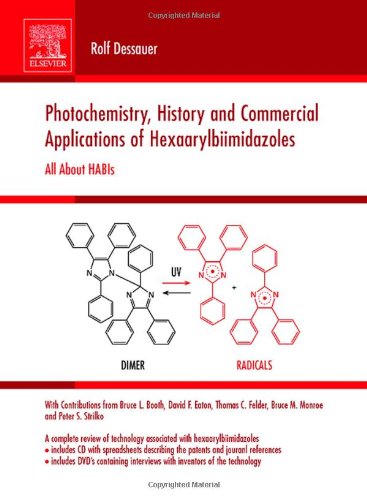 ELSEVIER
Rolf Dessauer
Photochemistry, History and Commercial
Applications of Hexaarylbiimidazoles
All About HABIs
N
N
N
N
UV
N
N
+
N
N
DIMER
RADICALS
With Contributions from Bruce L. Booth, David F. Eaton, Thomas C. Felder, Bruce M. Monroe
and Peter S. Strilko
A complete review of technology associated with hexacrylbiimidazoles
• includes CD with spreadsheets describing the patents and jouranl references
• includes DVD's containing interviews with inventors of the technology